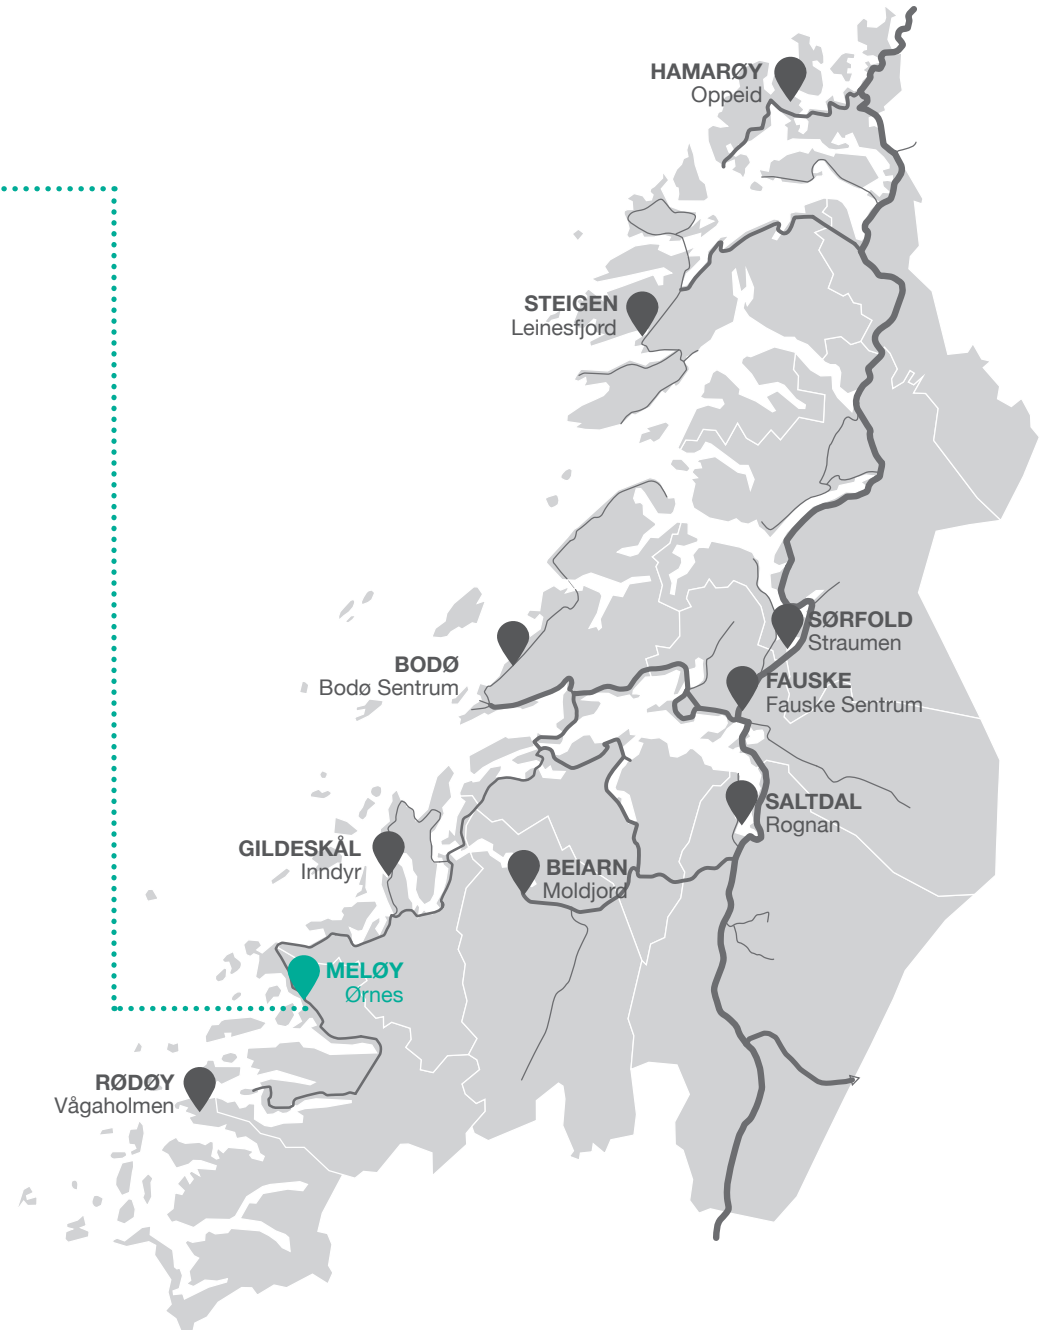 HAMARØY
Oppeid
STEIGEN
Leinesfjord
SØRFOLD
Straumen
BODØ
Bodø Sentrum
FAUSKE
Fauske Sentrum
SALTDAL
Rognan
GILDESKÅL
Inndyr
BEIARN
Moldjord
MELØY
Ørnes
RØDØY
Vågaholmen